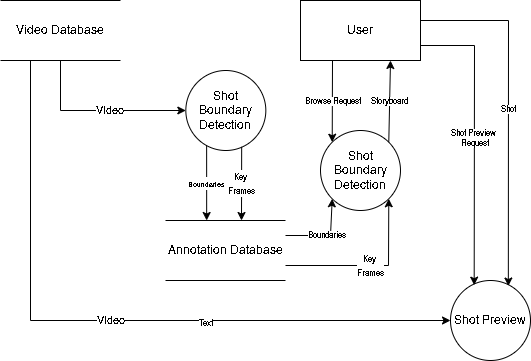 Video Database
User
Shot
Boundary
Detection
Video
Browse Request
Storyboard
Shot
Shot Preview
Request
Shot
Boundary
Detection
Boundaries
Key
Frames
Annotation Database
Boundaries
Key
Frames
Video
Text
Shot Preview